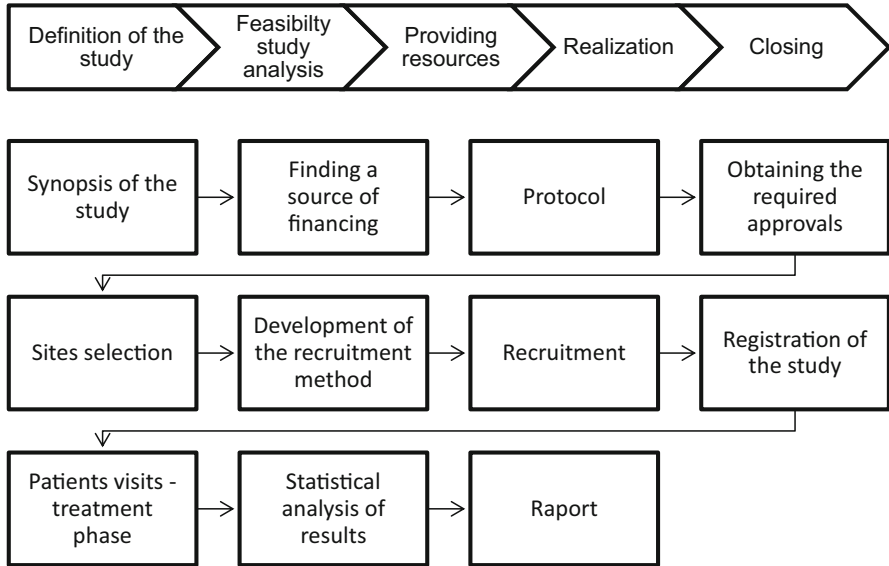 Definition of the
study
Feasibilty
study
analysis
Providing
resources
Realization
Closing
Synopsis of the
study
Finding a
source of
financing
Protocol
Obtaining the
required
approvals
Sites selection
Development of
the recruitment
method
Recruitment
Registration of
the study
Patients visits -
treatment
phase
Statistical
analysis of
results
Raport